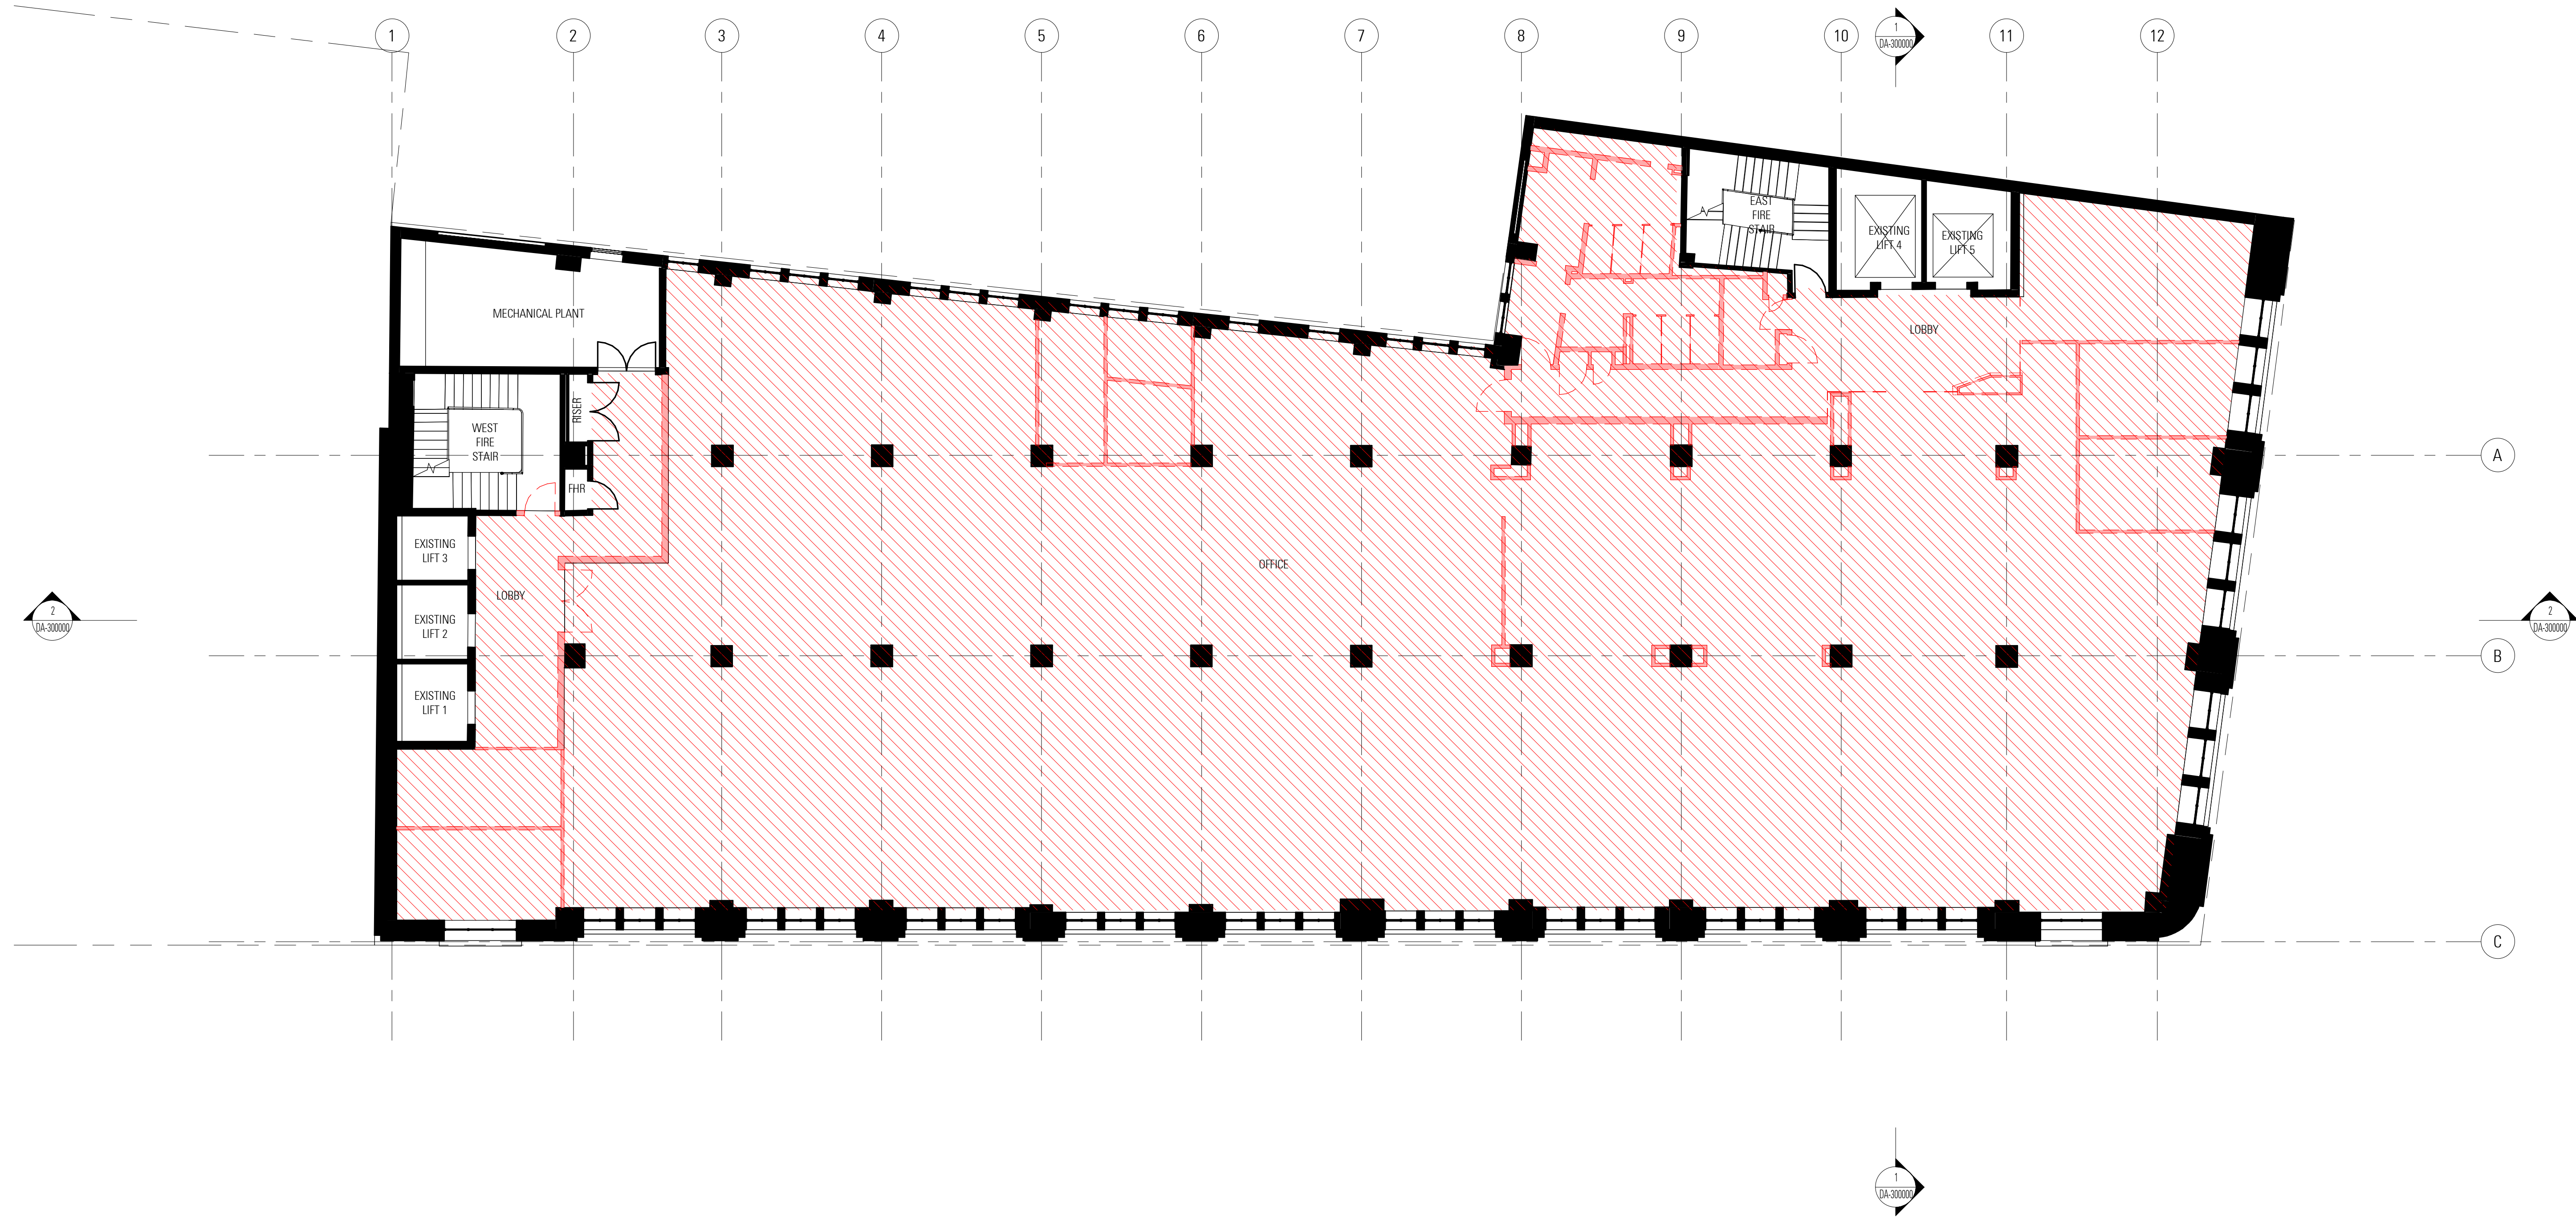 1
2
3
4
5
6
7
8
9
10
11
12
1
DA-300000
EAST
FIRE
STAIR
EXISTING
LIFT 4
EXISTING
LIFT 5
MECHANICAL PLANT
LOBBY
RISER
WEST
FIRE
STAIR
A
FHR
EXISTING
LIFT 3
OFFICE
LOBBY
2
DA-300000
2
DA-300000
EXISTING
LIFT 2
B
EXISTING
LIFT 1
C
1
DA-300000